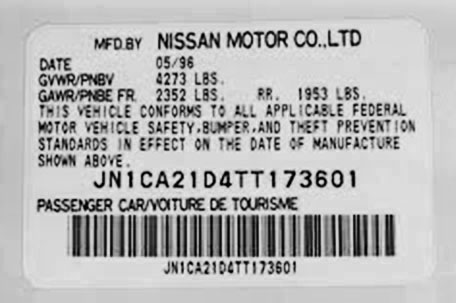 MFD.BY NISSAN MOTOR CO.,LTD
DATE 05/96
GVWR/PNBV 4273 LBS.
GAWR/PNBE FR. 2352 LBS. RR. 1953 LBS.
THIS VEHICLE CONFORMS TO ALL APPLICABLE FEDERAL
MOTOR VEHICLE SAFETY,BUMPER,AND THEFT PREVENTION
STANDARDS IN EFFECT ON THE DATE OF MANUFACTURE
SHOWN ABOVE.
JN1CA21D4TT173601
PASSENGER CAR/VOITURE DE TOURISME
JN1CA21D4TT173601